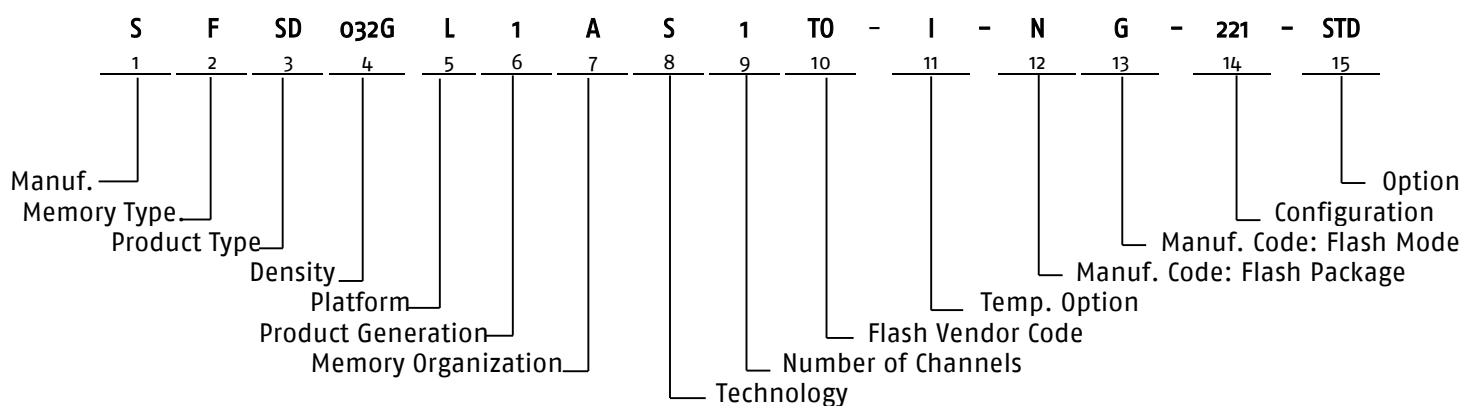 S F SD 032G L 1 A S 1 TO - I - N G - 221 - STD
1 2 3 4 5 6 7 8 9 10 11 12 13 14 15
Manuf. Option
Memory Type. Configuration
Product Type Manuf. Code: Flash Mode
Density Manuf. Code: Flash Package
Platform Temp. Option
Product Generation Flash Vendor Code
Memory Organization Number of Channels
Technology